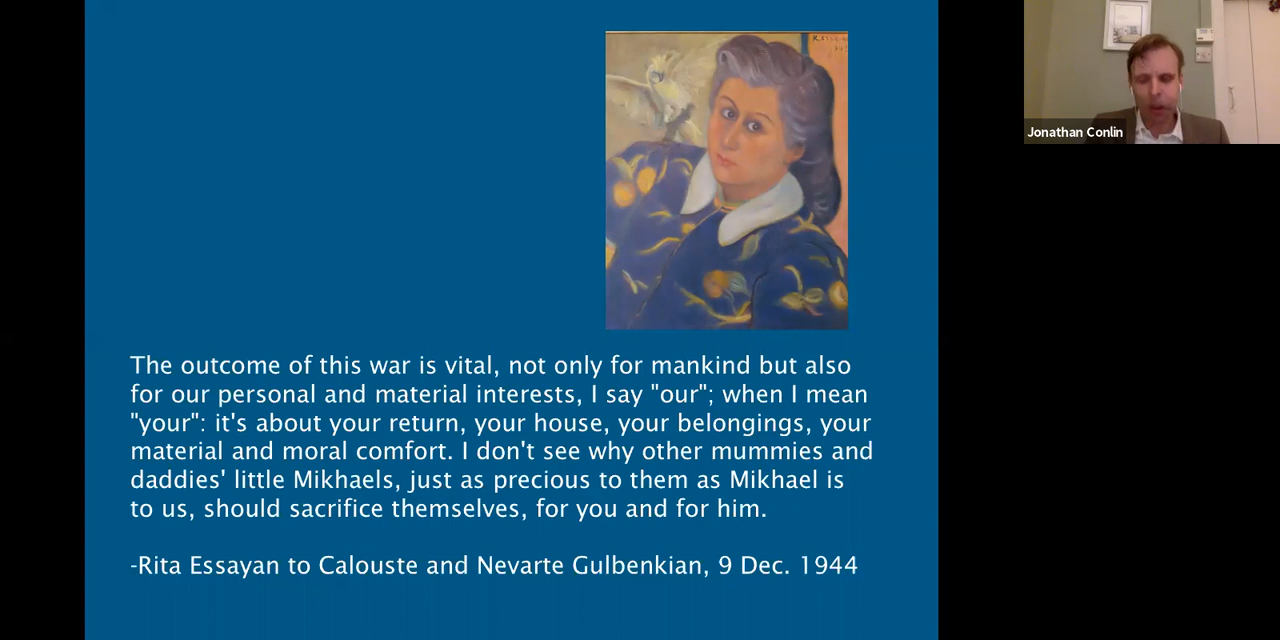 The outcome of this war is vital, not only for mankind but also
for our personal and material interests, I say "our"; when I mean
"your": it's about your return, your house, your belongings, your
material and moral comfort. I don't see why other mummies and
daddies' little Mikhaels, just as precious to them as Mikhael is
to us, should sacrifice themselves, for you and for him.
-Rita Essayan to Calouste and Nevarte Gulbenkian, 9 Dec. 1944
Jonathan Conlin